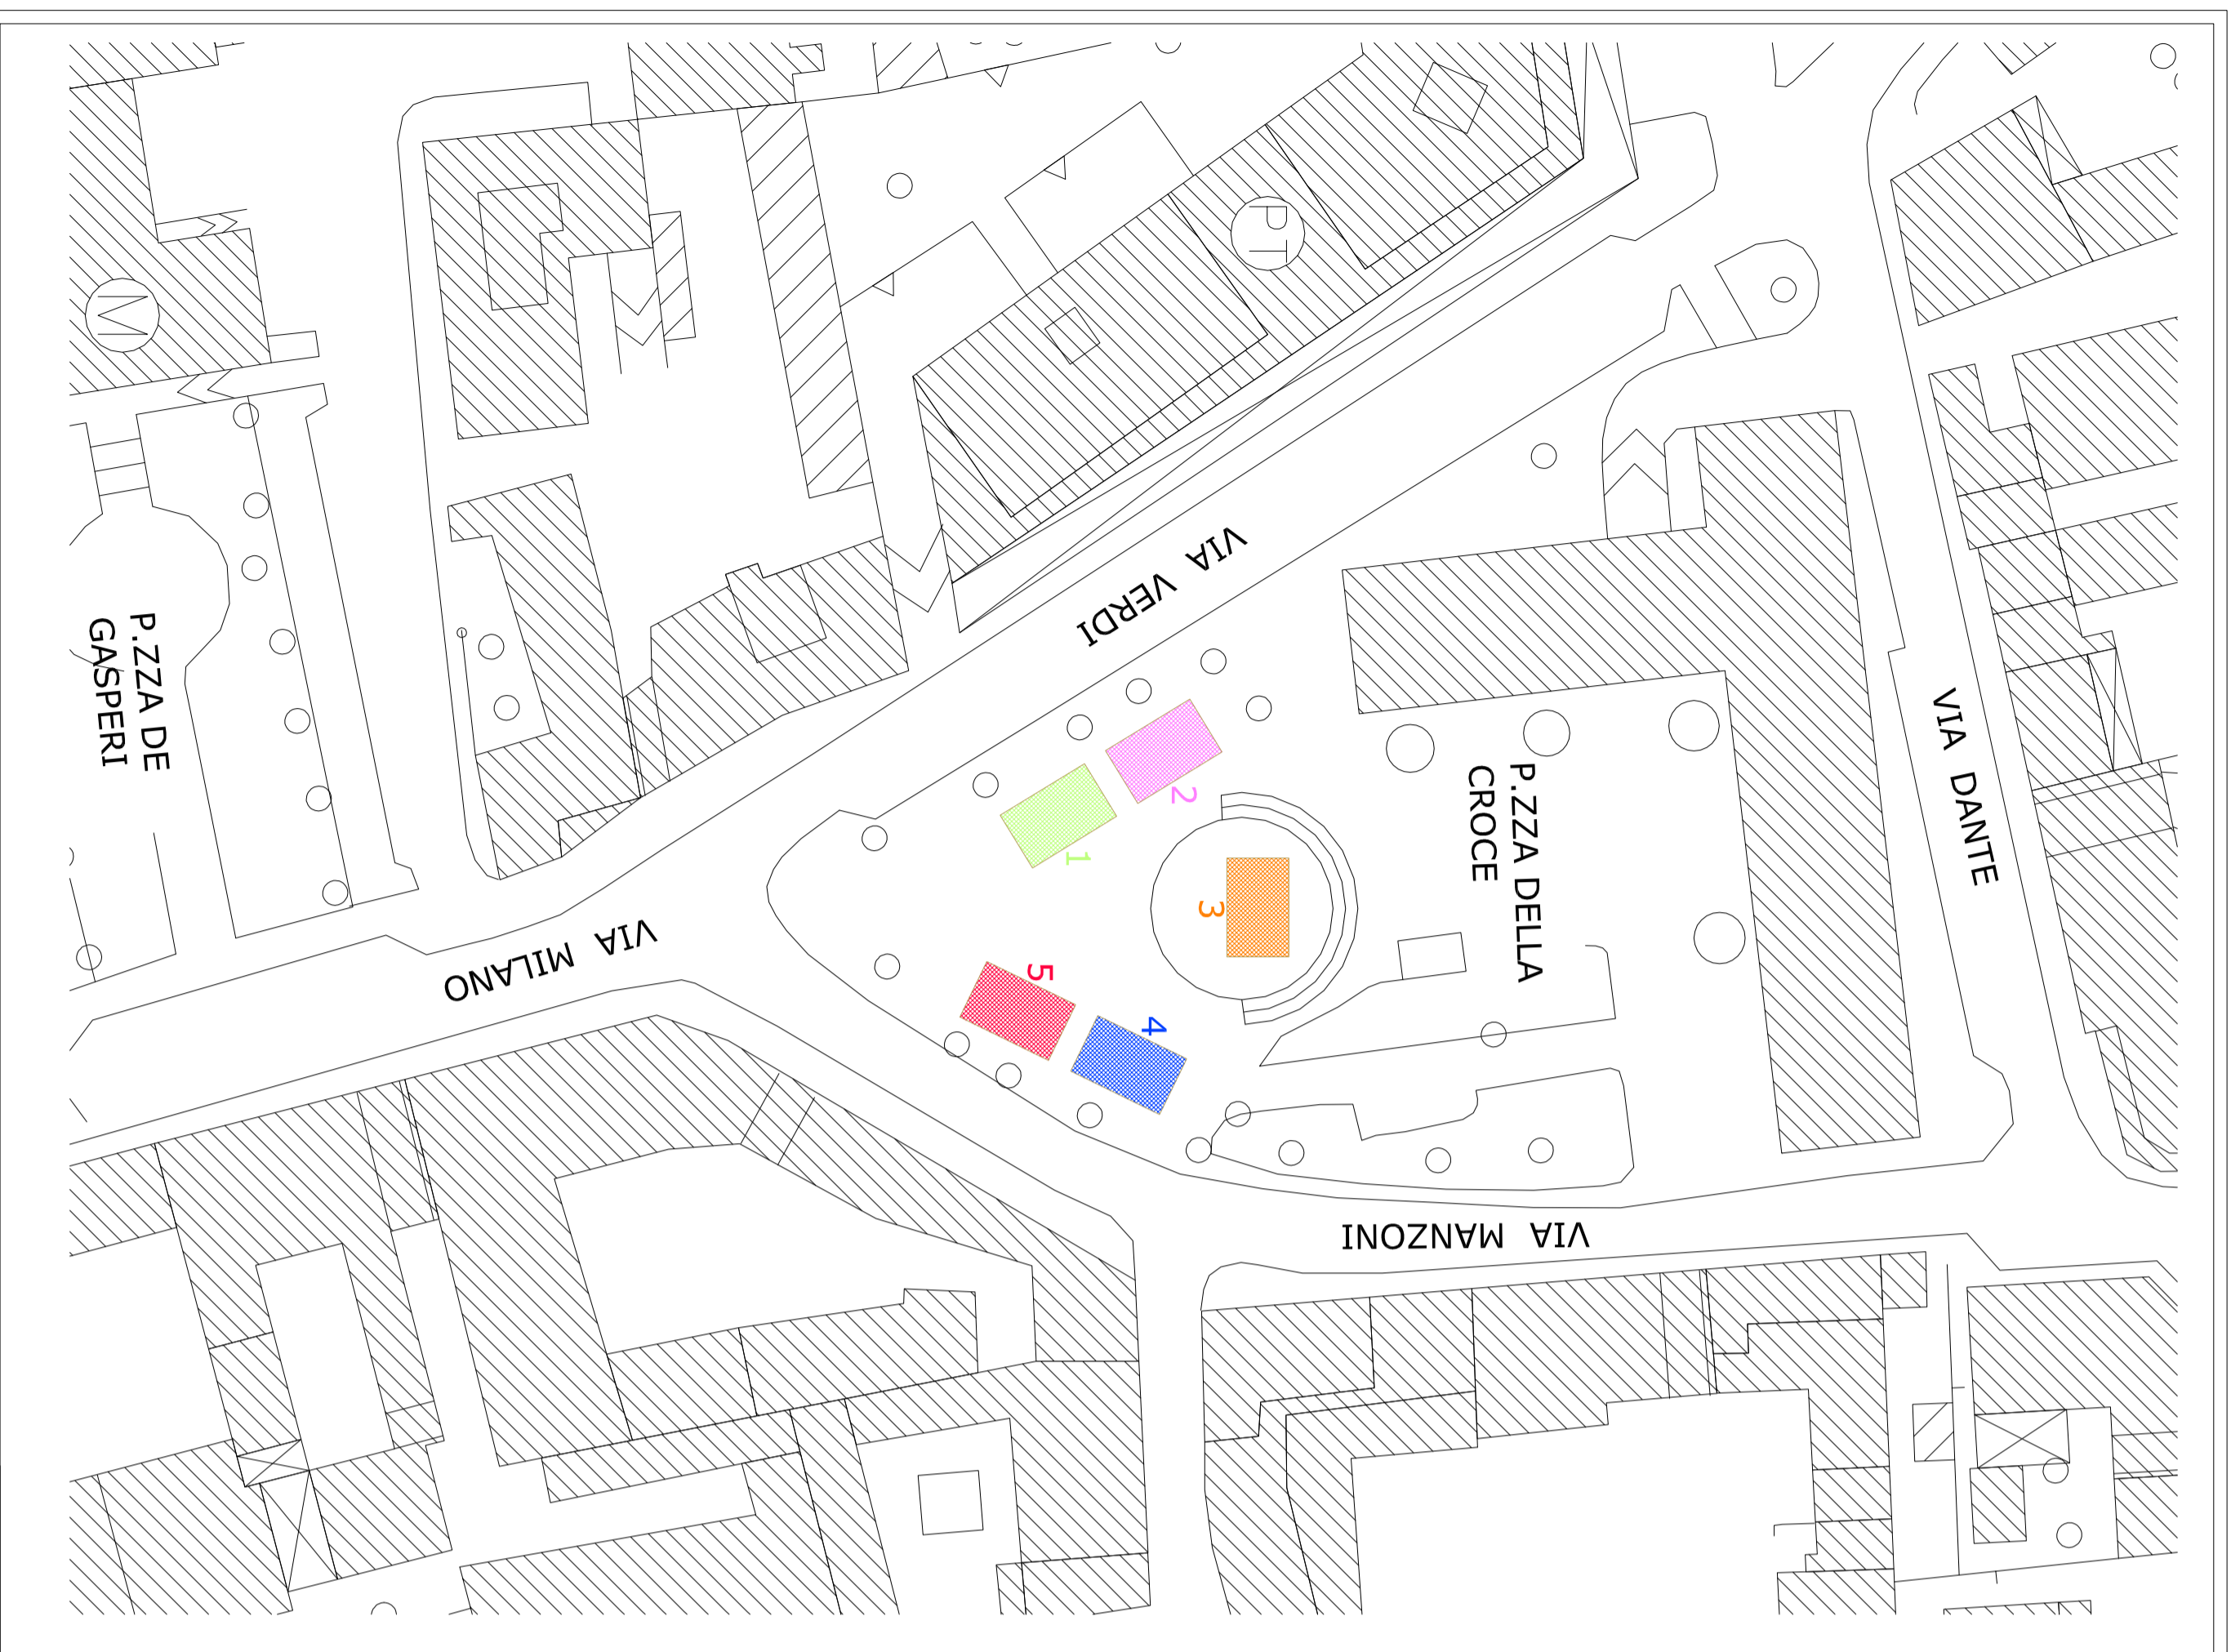 M
PT
P.ZZA DE
GASPERI
VIA VERDI
VIA MILANO
P.ZZA DELLA
CROCE
VIA DANTE
VIA MANZONI
1
2
3
4
5